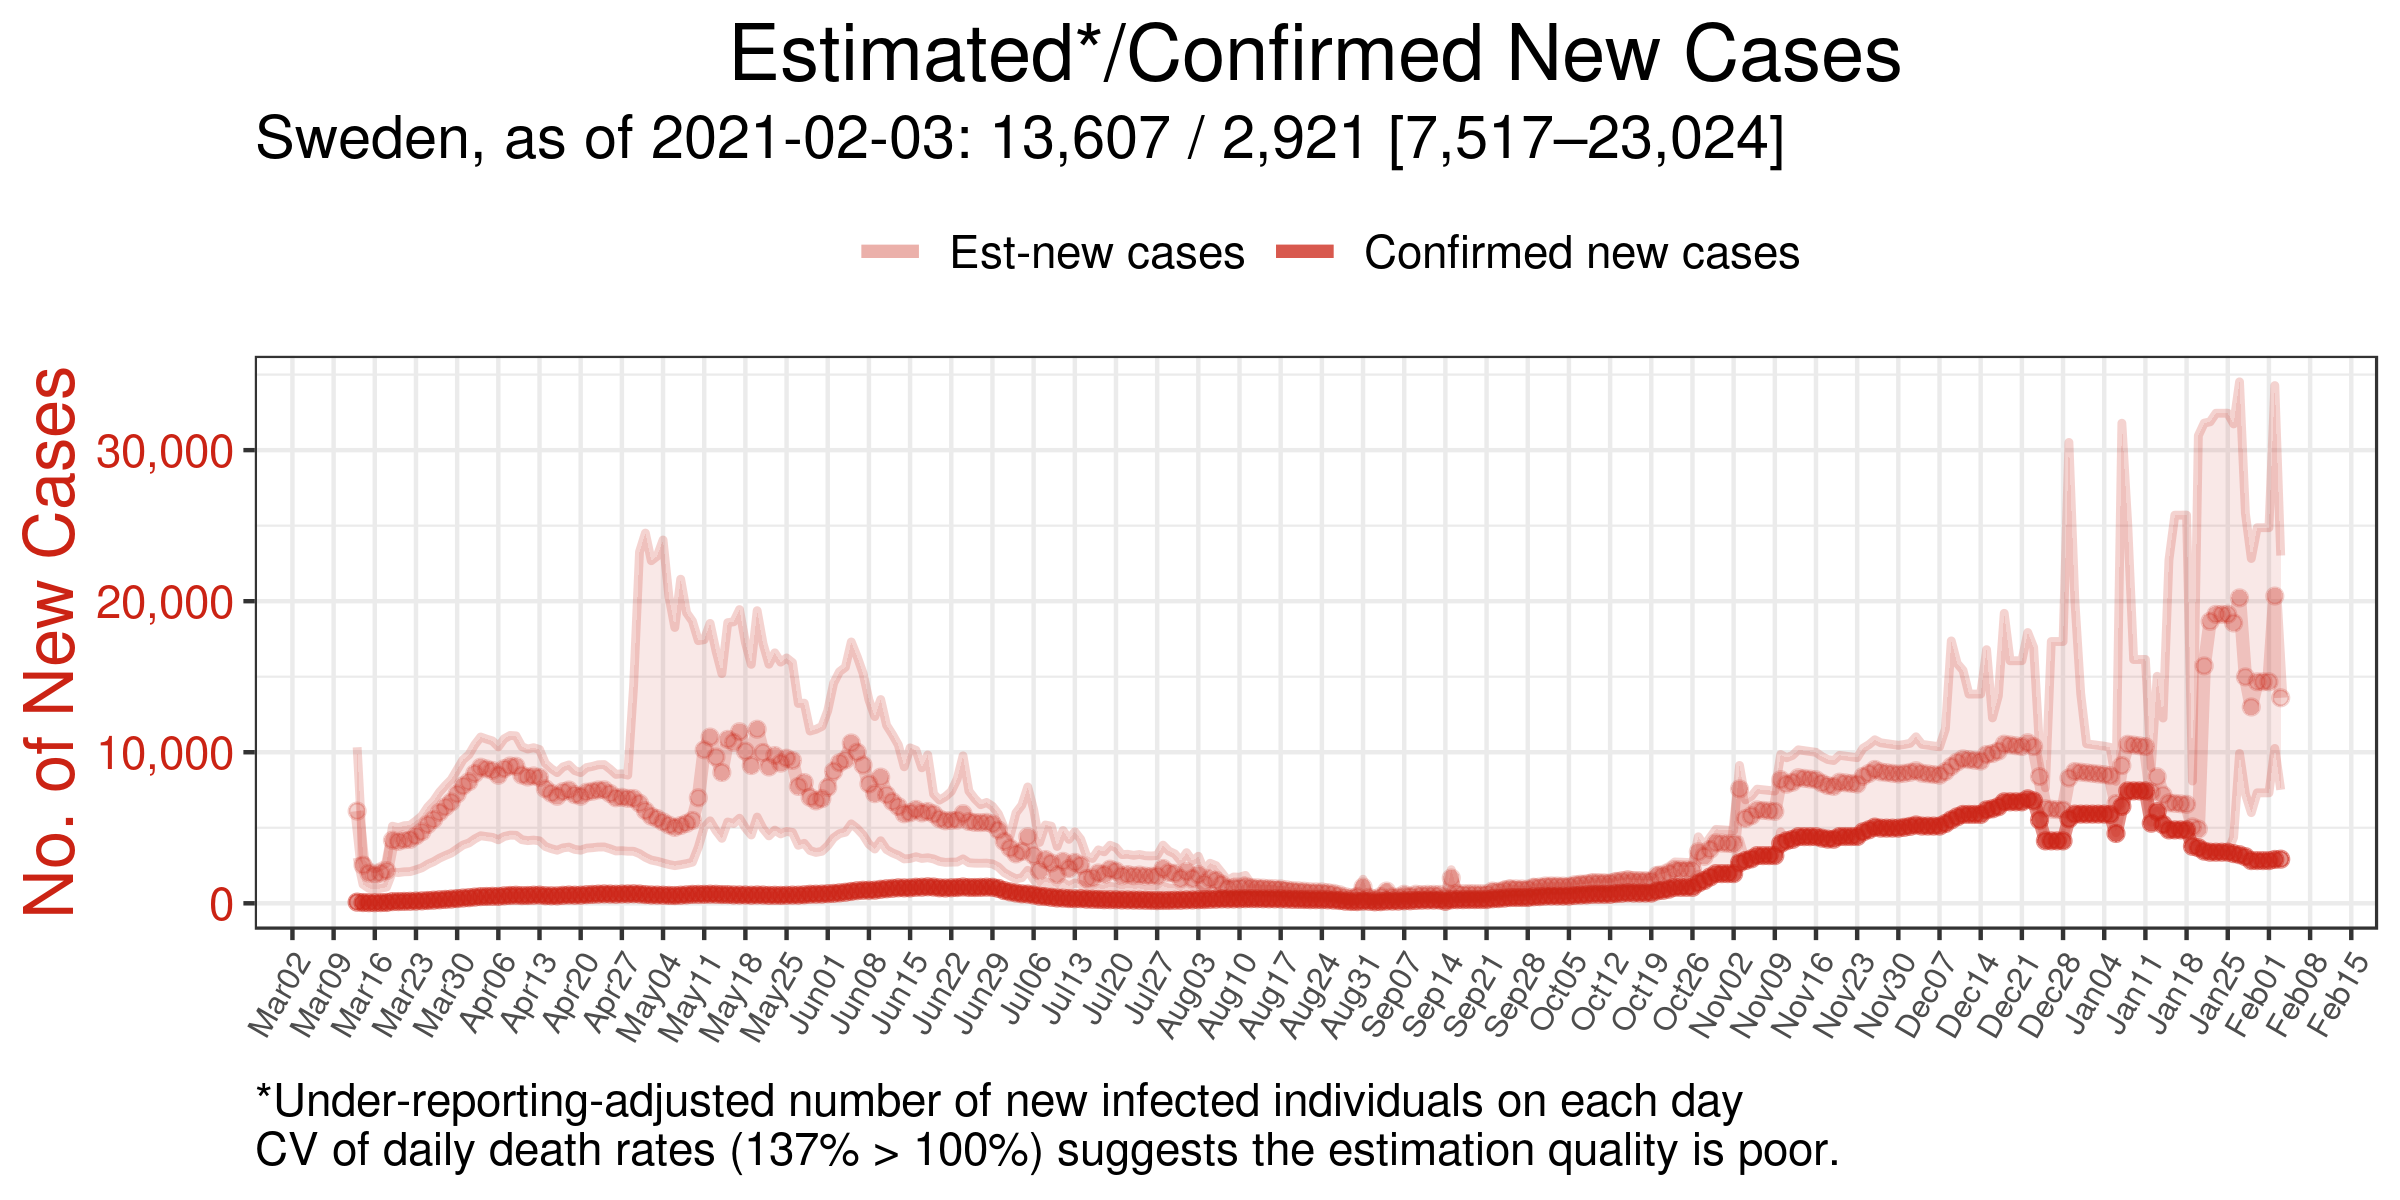 Estimated*/Confirmed New Cases
Sweden, as of 2021-02-03: 13,607 / 2,921 [7,517–23,024]
Est-new cases
Confirmed new cases
No. of New Cases
30,000
20,000
10,000
0
Mar02
Mar09
Mar16
Mar23
Mar30
Apr06
Apr13
Apr20
Apr27
May04
May11
May18
May25
Jun01
Jun08
Jun15
Jun22
Jun29
Jul06
Jul13
Jul20
Jul27
Aug03
Aug10
Aug17
Aug24
Aug31
Sep07
Sep14
Sep21
Sep28
Oct05
Oct12
Oct19
Oct26
Nov02
Nov09
Nov16
Nov23
Nov30
Dec07
Dec14
Dec21
Dec28
Jan04
Jan11
Jan18
Jan25
Feb01
Feb08
Feb15
*Under-reporting-adjusted number of new infected individuals on each day
CV of daily death rates (137% > 100%) suggests the estimation quality is poor.